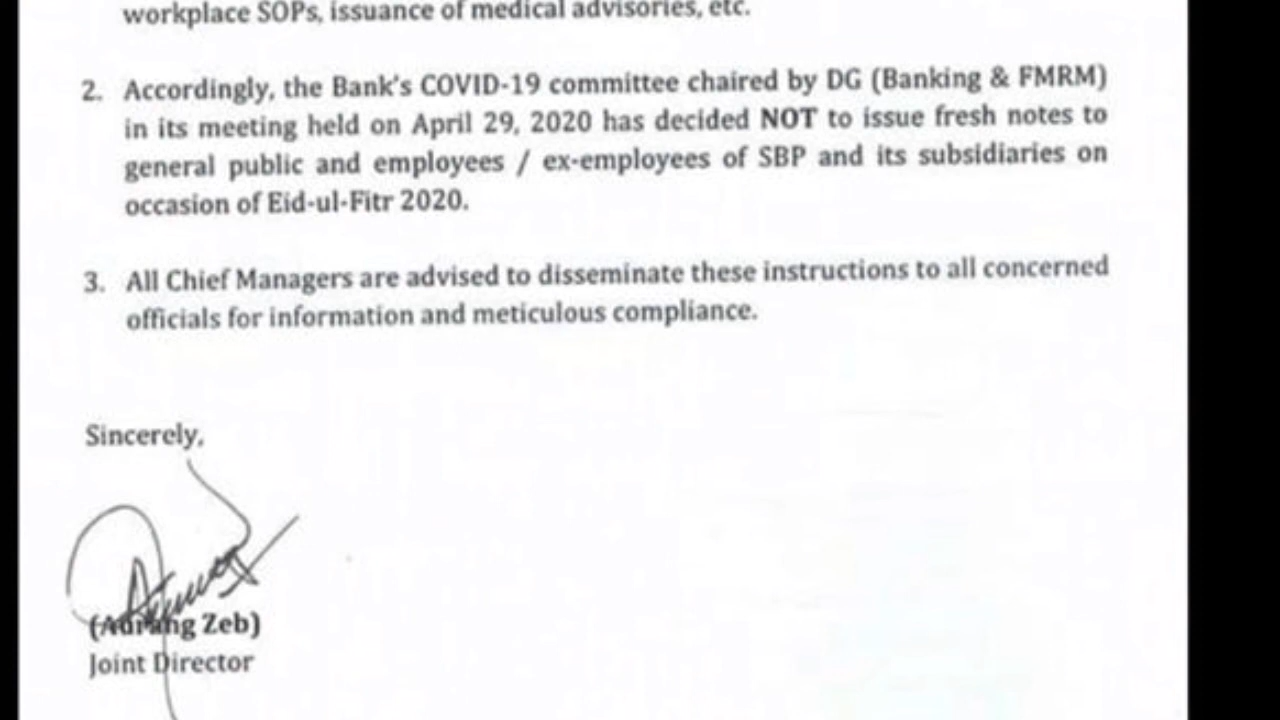 workplace SOPs, issuance of medical advisories, etc.
2. Accordingly, the Bank's COVID-19 committee chaired by DG (Banking & FMRM)
in its meeting held on April 29, 2020 has decided NOT to issue fresh notes to
general public and employees / ex-employees of SBP and its subsidiaries on
occasion of Eid-ul-Fitr 2020.
3. All Chief Managers are advised to disseminate these instructions to all concerned
officials for information and meticulous compliance.
Sincerely,
Zeb)
Joint Director